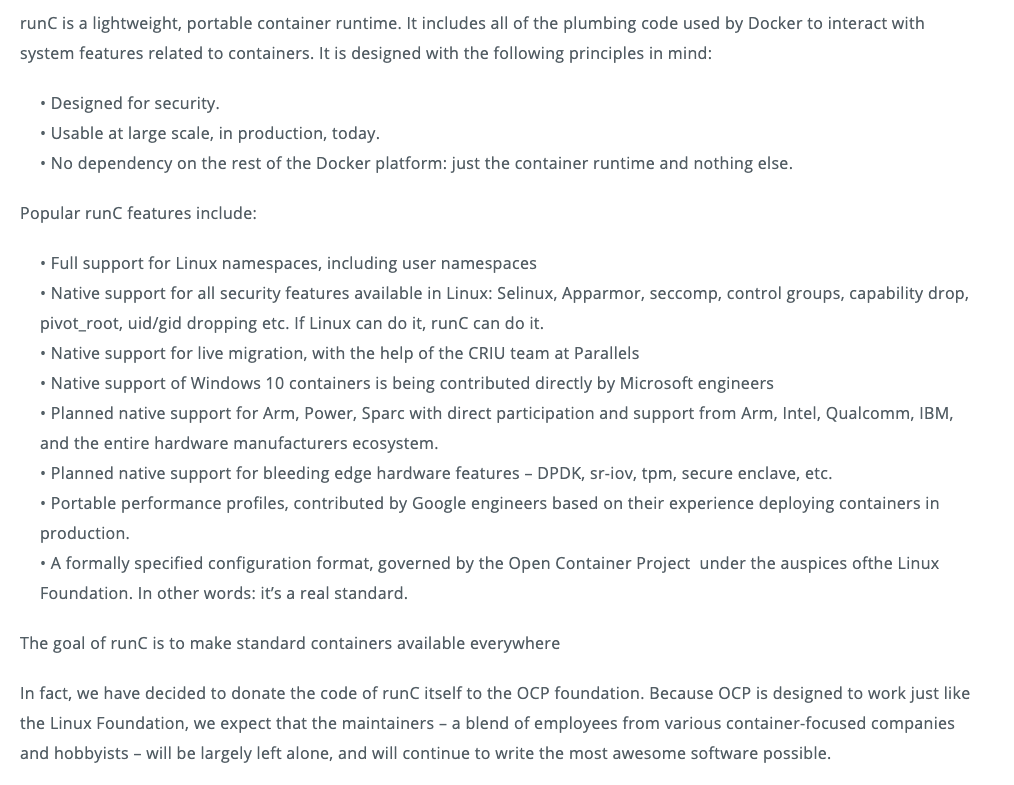 runC is a lightweight, portable container runtime. It includes all of the plumbing code used by Docker to interact with
system features related to containers. It is designed with the following principles in mind:
• Designed for security.
• Usable at large scale, in production, today.
• No dependency on the rest of the Docker platform: just the container runtime and nothing else.
Popular runC features include:
• Full support for Linux namespaces, including user namespaces
• Native support for all security features available in Linux: Selinux, Apparmor, seccomp, control groups, capability drop,
pivot_root, uid/gid dropping etc. If Linux can do it, runC can do it.
• Native support for live migration, with the help of the CRIU team at Parallels
• Native support of Windows 10 containers is being contributed directly by Microsoft engineers
• Planned native support for Arm, Power, Sparc with direct participation and support from Arm, Intel, Qualcomm, IBM,
and the entire hardware manufacturers ecosystem.
• Planned native support for bleeding edge hardware features – DPDK, sr-iov, tpm, secure enclave, etc.
• Portable performance profiles, contributed by Google engineers based on their experience deploying containers in
production.
• A formally specified configuration format, governed by the Open Container Project  under the auspices ofthe Linux
Foundation. In other words: it’s a real standard.
The goal of runC is to make standard containers available everywhere
In fact, we have decided to donate the code of runC itself to the OCP foundation. Because OCP is designed to work just like
the Linux Foundation, we expect that the maintainers – a blend of employees from various container-focused companies
and hobbyists – will be largely left alone, and will continue to write the most awesome software possible.